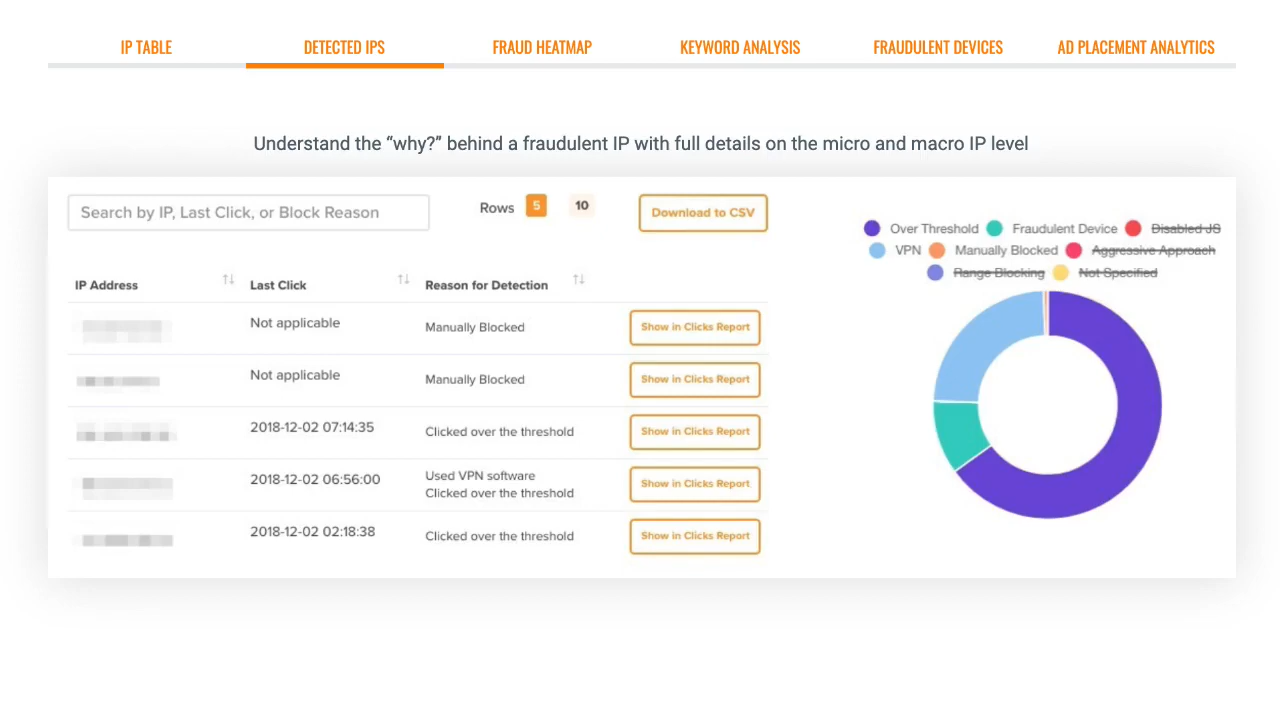 IP TABLE DETECTED IPS FRAUD HEATMAP KEYWORD ANALYSIS FRAUDULENT DEVICES AD PLACEMENT ANALYTICS
Understand the “why?” behind a fraudulent IP with full details on the micro and macro IP level
Search by IP, Last Click, or Block Reason Rows 5 10 Download to CSV
IP Address Last Click Reason for Detection
Not applicable Manually Blocked Show in Clicks Report
Not applicable Manually Blocked Show in Clicks Report
2018-12-02 07:14:35 Clicked over the threshold Show in Clicks Report
2018-12-02 06:56:00 Used VPN software
Clicked over the threshold Show in Clicks Report
2018-12-02 02:18:38 Clicked over the threshold Show in Clicks Report
Over Threshold Fraudulent Device Disabled JS
VPN Manually Blocked Aggressive Approach
Range Blocking Not Specified